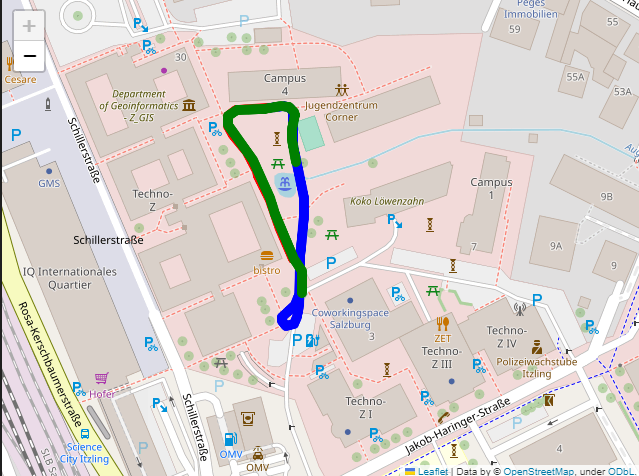 +
−
Peges
Immobilien
55
59
55A
53A
Cesare
30
Department
of Geoinformatics
- Z_GIS
Campus
4
Jugendzentrum
Corner
P
P
P
P
GMS
Schillerstraße
Techno-
Z
Koko Löwenzahn
Campus
1
7
9B
9A
9
Schillerstraße
IQ Internationales
Quartier
bistro
P
P
P
P
P
Coworkingspace
Salzburg
3
ZET
Techno-
Z III
Techno-
Z IV
Polizeiwachstube
Itzling
P
P
P
P
P
Rosa-Kerschbaumerstraße
Hofer
P
P
P
P
Science
City Itzling
P
Schillerstraße
OMV
OMV
Techno-
Z I
P
Jakob-Haringer-Straße
P
4
Leaflet | Data by © OpenStreetMap, under ODbL.